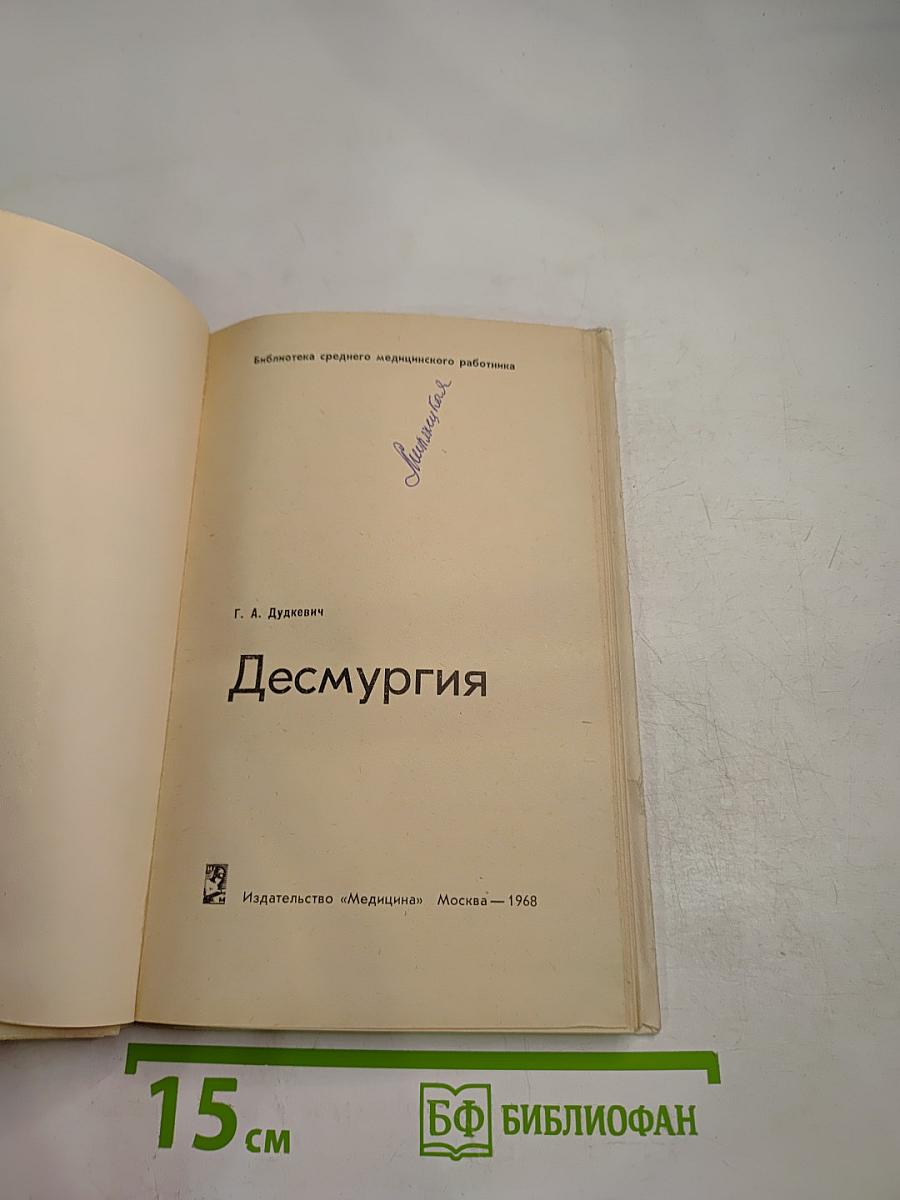 Библиотека среднего медицинского работника
Г. А. Дудкевич
Десмургия
Издательство «Медицина» Москва — 1968
15 см
БФ БИБЛИОФАН